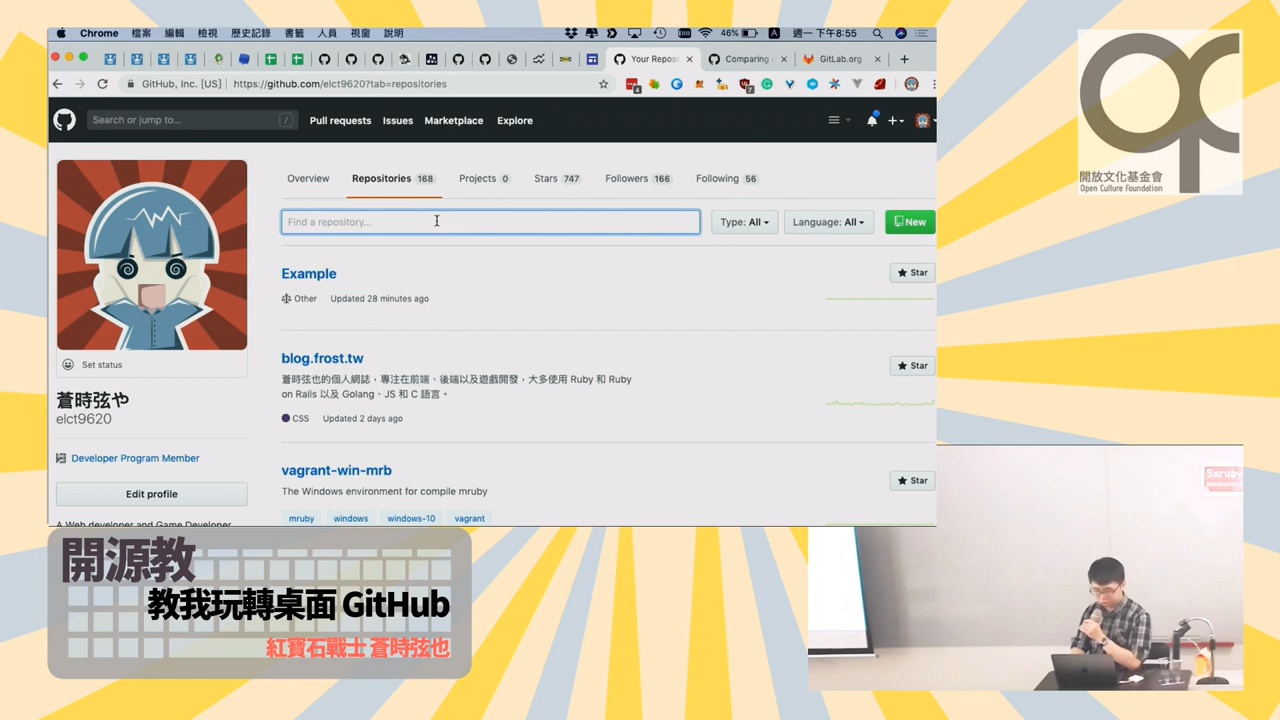 Chrome 檔案 編輯 檢視 歷史記錄 書籤 人員 視窗 說明 46% 週一 下午8:55
Your Repos Comparing GitLab.org
GitHub, Inc. [US] https://github.com/elct9620?tab=repositories
Search or jump to... / Pull requests Issues Marketplace Explore
Overview Repositories 168 Projects 0 Stars 747 Followers 166 Following 56
Find a repository... Type: All Language: All New
Example Star
Other Updated 28 minutes ago
blog.frost.tw Star
蒼時弦也的個人網誌，專注在前端、後端以及遊戲開發，大多使用 Ruby 和 Ruby
on Rails 以及 Golang、JS 和 C 語言。
CSS Updated 2 days ago
vagrant-win-mrb Star
The Windows environment for compile mruby
mruby windows windows-10 vagrant
Set status
蒼時弦や
elct9620
Developer Program Member
Edit profile
A Web developer and Game Developer
開放文化基金會
Open Culture Foundation
5xruby
開源教
教我玩轉桌面 GitHub
紅寶石戰士 蒼時弦也